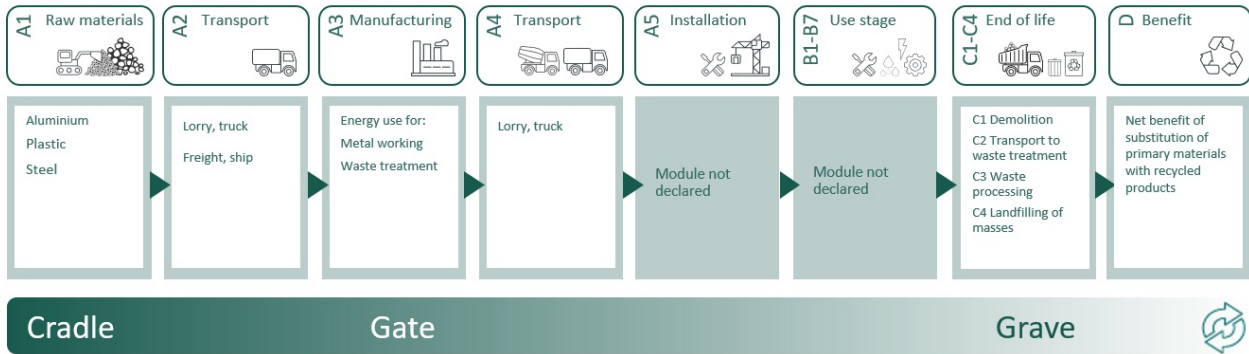 A1 Raw materials
A2 Transport
A3 Manufacturing
A4 Transport
A5 Installation
B1-B7 Use stage
C1-C4 End of life
D Benefit
Aluminium
Plastic
Steel
Lorry, truck
Freight, ship
Energy use for:
Metal working
Waste treatment
Lorry, truck
Module not
declared
Module not
declared
C1 Demolition
C2 Transport to
waste treatment
C3 Waste
processing
C4 Landfilling of
masses
Net benefit of
substitution of
primary materials
with recycled
products
Cradle
Gate
Grave